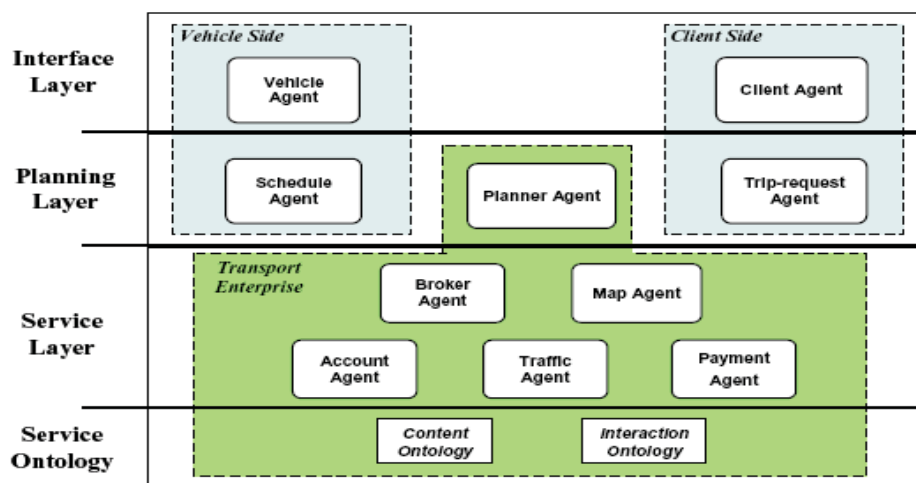 Vehicle Side
Client Side
Interface
Layer
Vehicle
Agent
Client Agent
Planning
Layer
Schedule
Agent
Planner Agent
Trip-request
Agent
Transport
Enterprise
Broker
Agent
Map Agent
Service
Layer
Account
Agent
Traffic
Agent
Payment
Agent
Service
Ontology
Content
Ontology
Interaction
Ontology